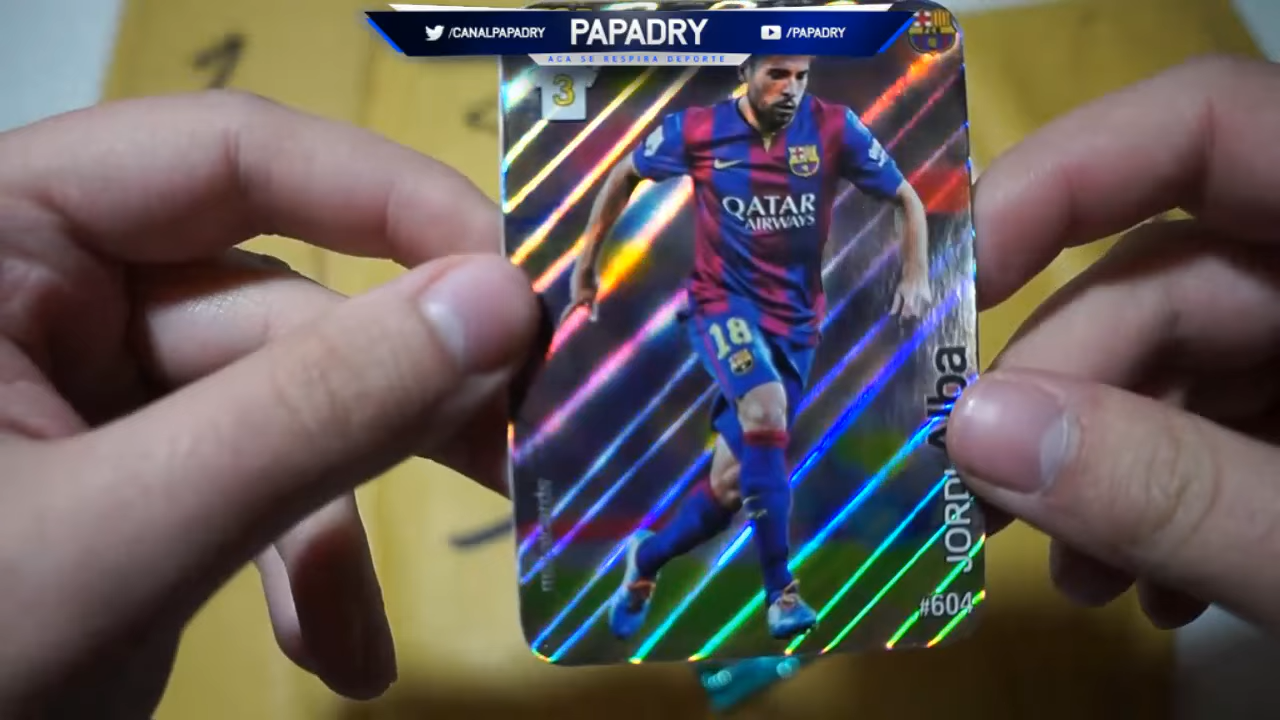 /CANALPAPADRY
PAPADRY
/PAPADRY
ACA SE RESPIRA DEPORTE
3
QATAR
AIRWAYS
18
JORDI Alba
#604